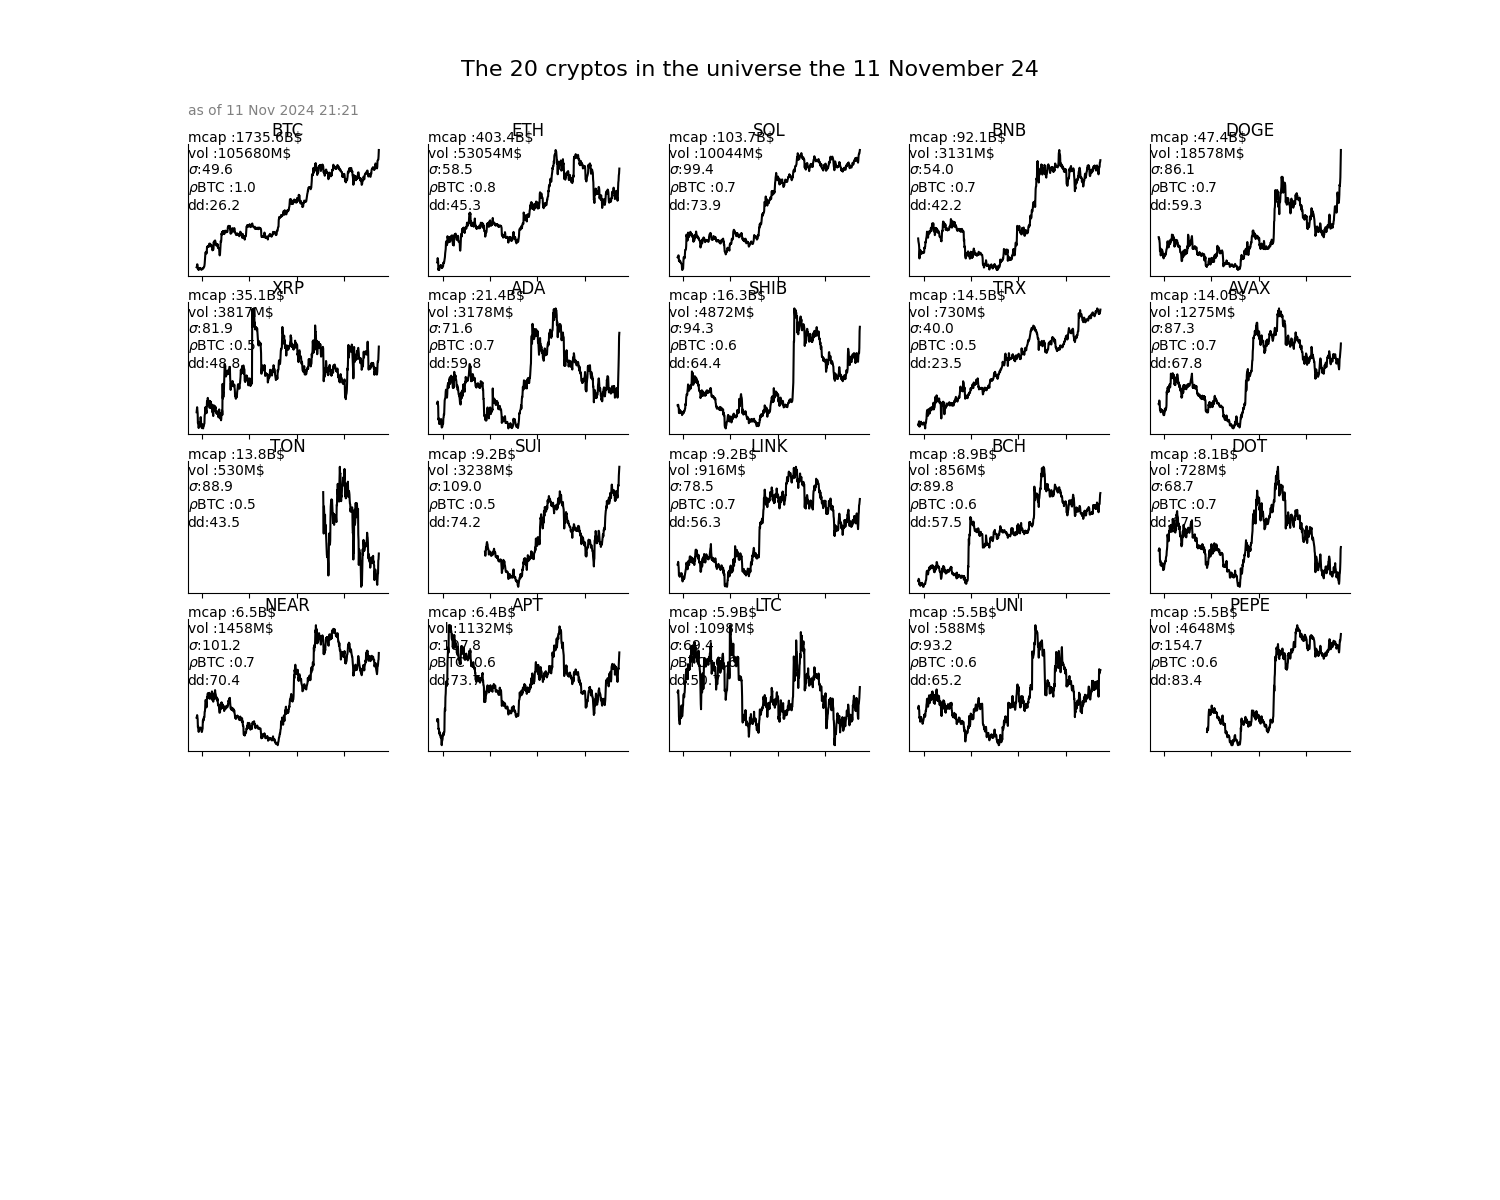 The 20 cryptos in the universe the 11 November 24
as of 11 Nov 2024 21:21
BTC
mcap :1735.6B$
vol :105680M$
σ:49.6
ρBTC :1.0
dd:26.2
ETH
mcap :403.4B$
vol :53054M$
σ:58.5
ρBTC :0.8
dd:45.3
SOL
mcap :103.7B$
vol :10044M$
σ:99.4
ρBTC :0.7
dd:73.9
BNB
mcap :92.1B$
vol :3131M$
σ:54.0
ρBTC :0.7
dd:42.2
DOGE
mcap :47.4B$
vol :18578M$
σ:86.1
ρBTC :0.7
dd:59.3
XRP
mcap :35.1B$
vol :3817M$
σ:81.9
ρBTC :0.5
dd:48.8
ADA
mcap :21.4B$
vol :3178M$
σ:71.6
ρBTC :0.7
dd:59.8
SHIB
mcap :16.3B$
vol :4872M$
σ:94.3
ρBTC :0.6
dd:64.4
TRX
mcap :14.5B$
vol :730M$
σ:40.0
ρBTC :0.5
dd:23.5
AVAX
mcap :14.0B$
vol :1275M$
σ:87.3
ρBTC :0.7
dd:67.8
TON
mcap :13.8B$
vol :530M$
σ:88.9
ρBTC :0.5
dd:43.5
SUI
mcap :9.2B$
vol :3238M$
σ:109.0
ρBTC :0.5
dd:74.2
LINK
mcap :9.2B$
vol :916M$
σ:78.5
ρBTC :0.7
dd:56.3
BCH
mcap :8.9B$
vol :856M$
σ:89.8
ρBTC :0.6
dd:57.5
DOT
mcap :8.1B$
vol :728M$
σ:68.7
ρBTC :0.7
NEAR
mcap :6.5B$
vol :1458M$
σ:101.2
ρBTC :0.7
dd:70.4
APT
mcap :6.4B$
vol :1132M$
ρBTC :0.6
LTC
mcap :5.9B$
vol :1098M$
σ:69.4
UNI
mcap :5.5B$
vol :588M$
σ:93.2
ρBTC :0.6
dd:65.2
PEPE
mcap :5.5B$
vol :4648M$
σ:154.7
ρBTC :0.6
dd:83.4